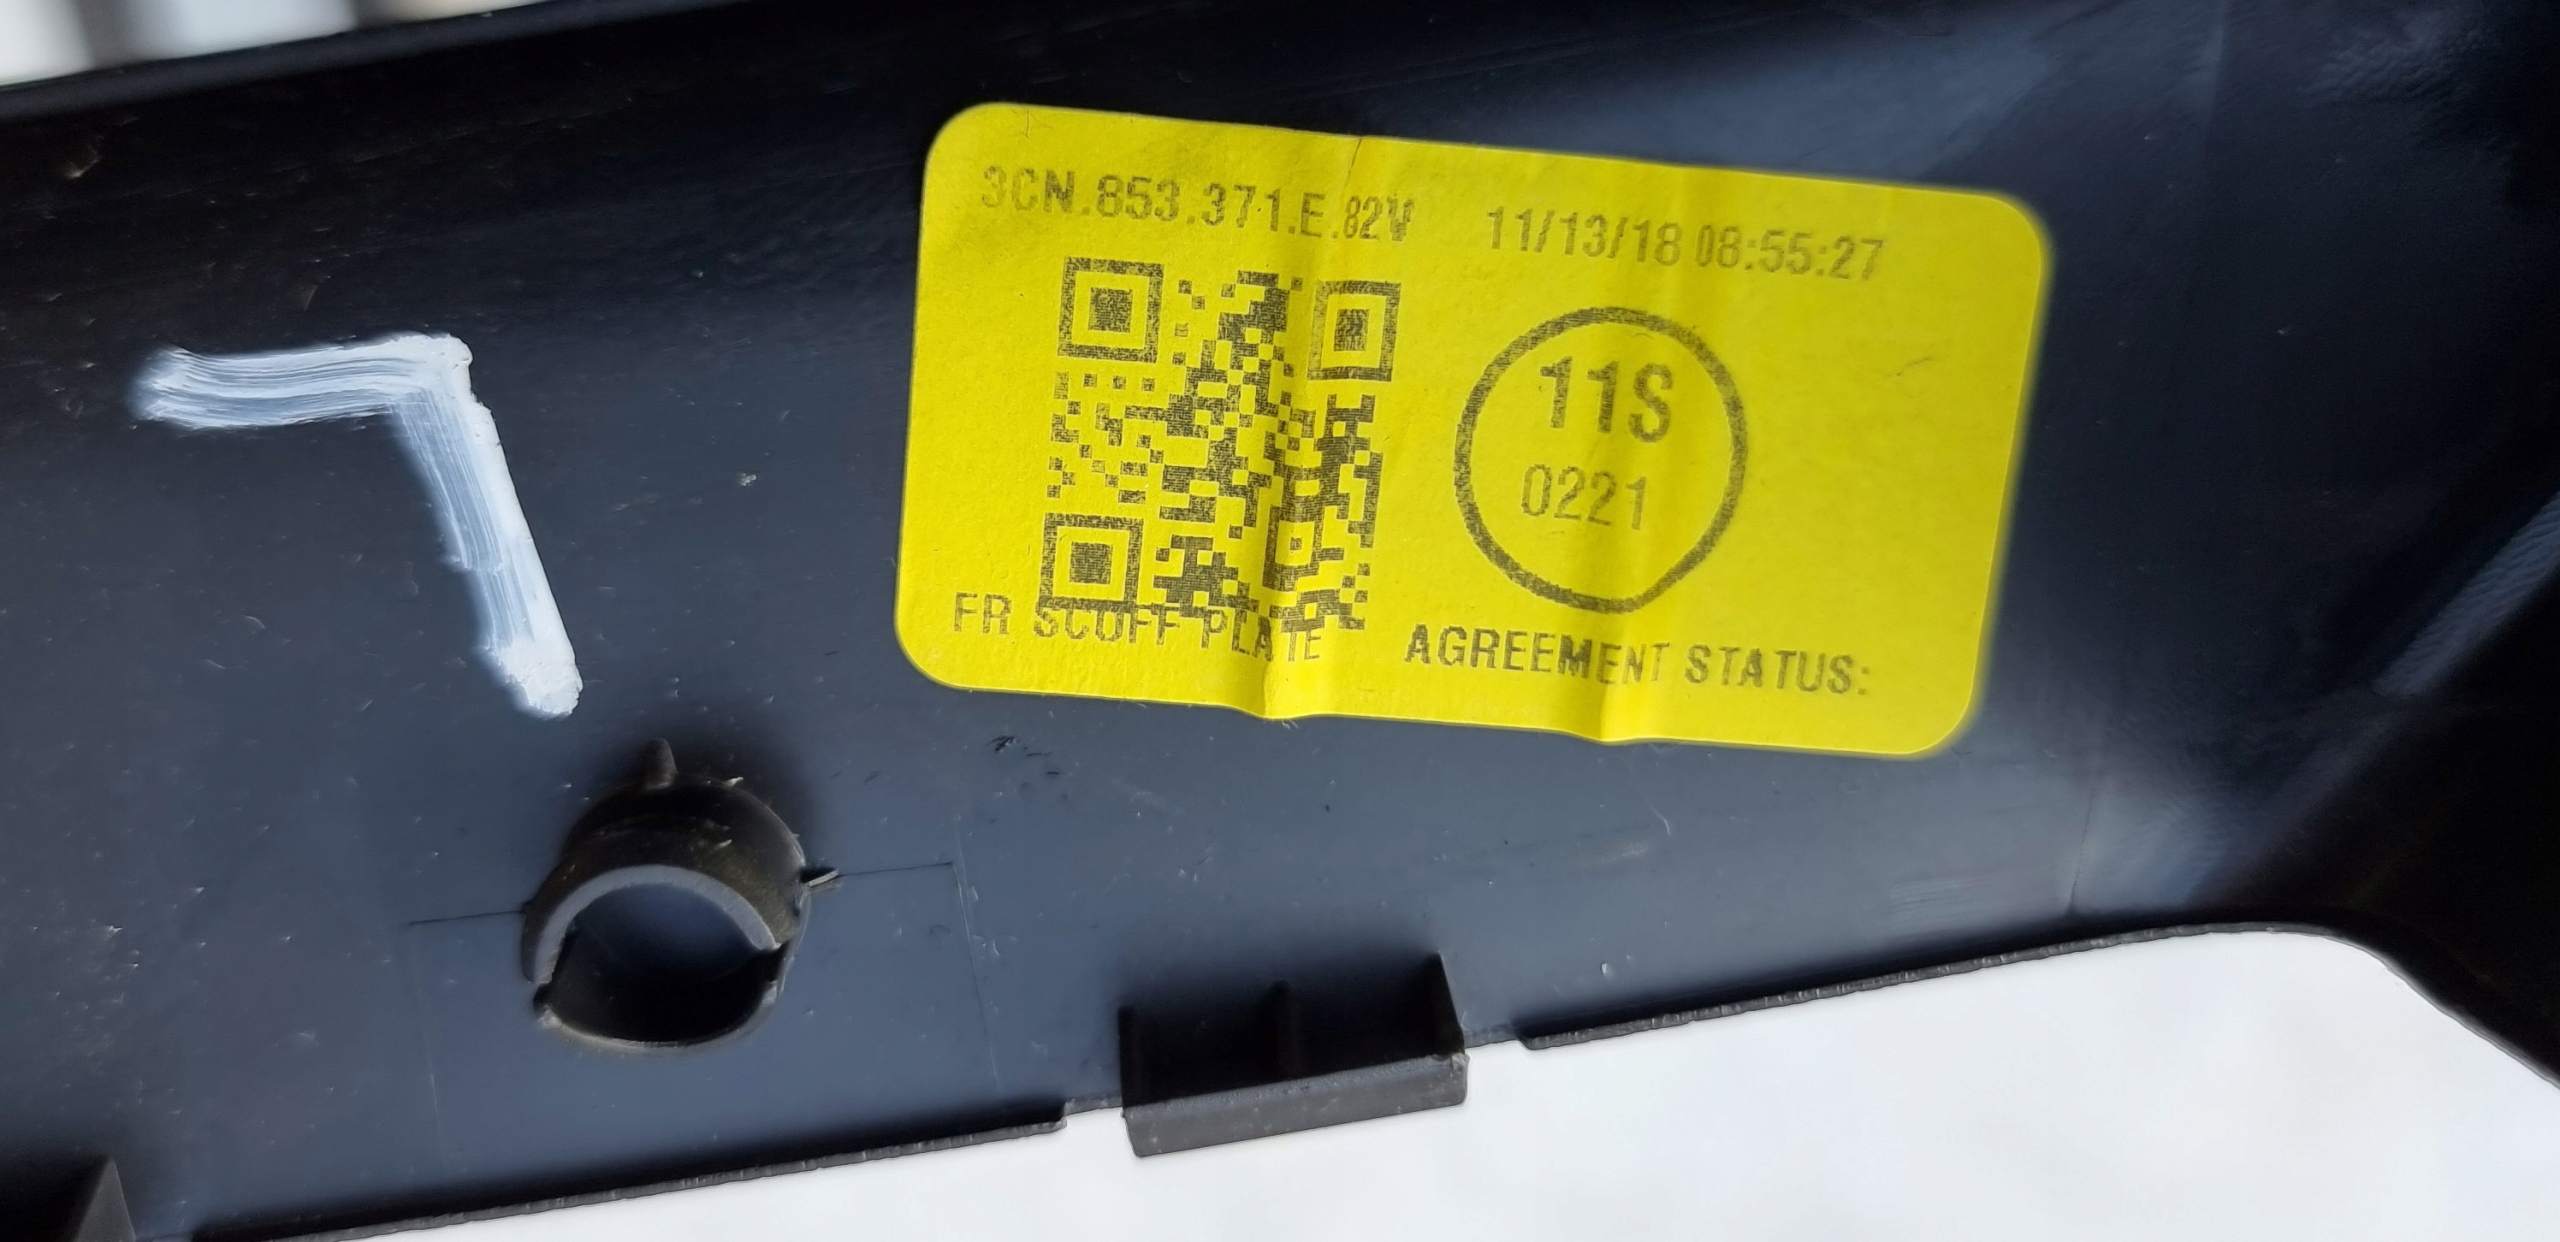 3CN.853.371.E.82V 11/13/18 08:55:27
11S
0221
FR SCUFF PLATE AGREEMENT STATUS:
L